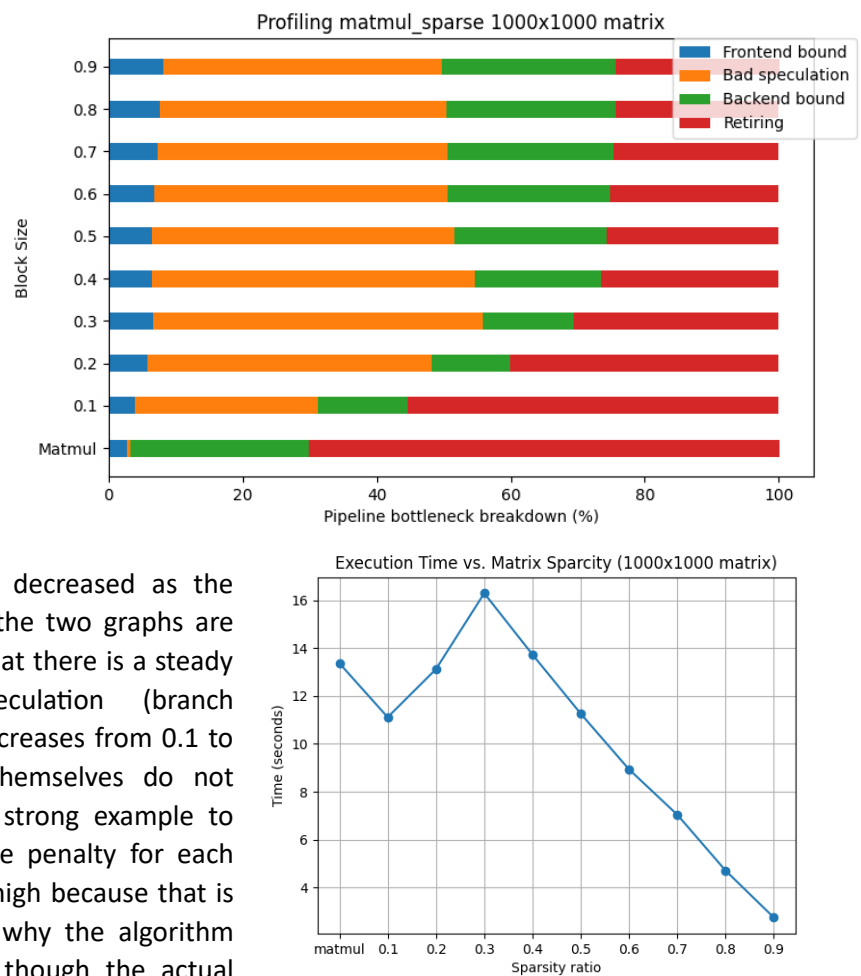 Profiling matmul_sparse 1000x1000 matrix
Frontend bound
Bad speculation
Backend bound
Retiring
0.9
0.8
0.7
0.6
0.5
0.4
0.3
0.2
0.1
Matmul
Block Size
0 20 40 60 80 100
Pipeline bottleneck breakdown (%)
decreased as the
the two graphs are
at there is a steady
eculation (branch
creases from 0.1 to
hemselves do not
strong example to
e penalty for each
high because that is
why the algorithm
though the actual
Execution Time vs. Matrix Sparcity (1000x1000 matrix)
16
14
12
10
8
6
4
Time (seconds)
matmul 0.1 0.2 0.3 0.4 0.5 0.6 0.7 0.8 0.9
Sparsity ratio